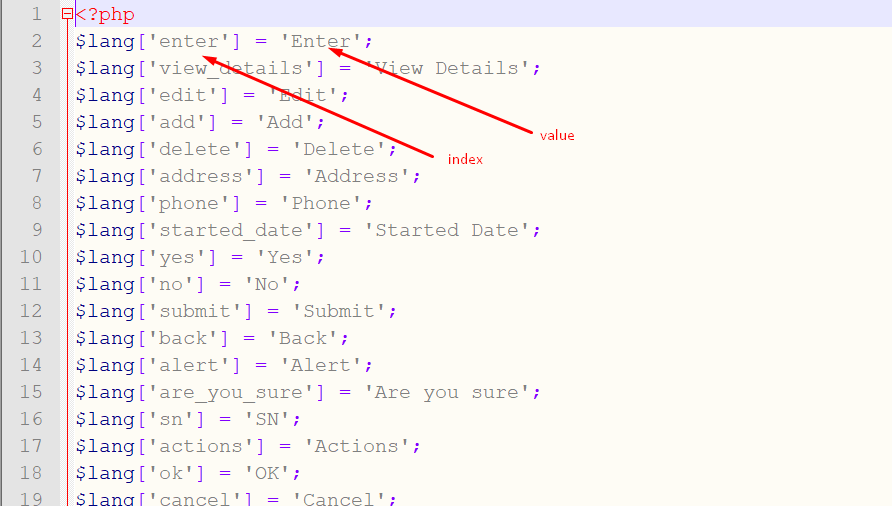 1 <?php
2 $lang['enter'] = 'Enter';
3 $lang['view_details'] = 'View Details';
4 $lang['edit'] = 'Edit';
5 $lang['add'] = 'Add';
value
6 $lang['delete'] = 'Delete';
index
7 $lang['address'] = 'Address';
8 $lang['phone'] = 'Phone';
9 $lang['started_date'] = 'Started Date';
10 $lang['yes'] = 'Yes';
11 $lang['no'] = 'No';
12 $lang['submit'] = 'Submit';
13 $lang['back'] = 'Back';
14 $lang['alert'] = 'Alert';
15 $lang['are_you_sure'] = 'Are you sure';
16 $lang['sn'] = 'SN';
17 $lang['actions'] = 'Actions';
18 $lang['ok'] = 'OK';
19 $lang['cancel'] = 'Cancel';